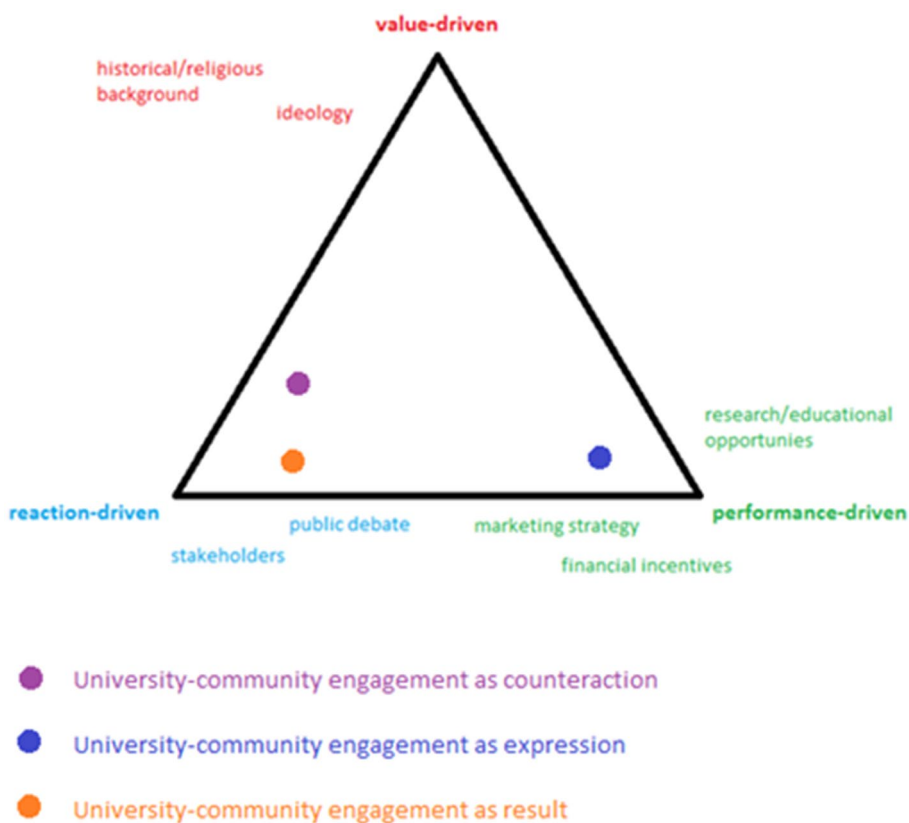 value-driven
historical/religious
background
ideology
research/educational
opportunies
reaction-driven
public debate
marketing strategy
performance-driven
stakeholders
financial incentives
University-community engagement as counteraction
University-community engagement as expression
University-community engagement as result